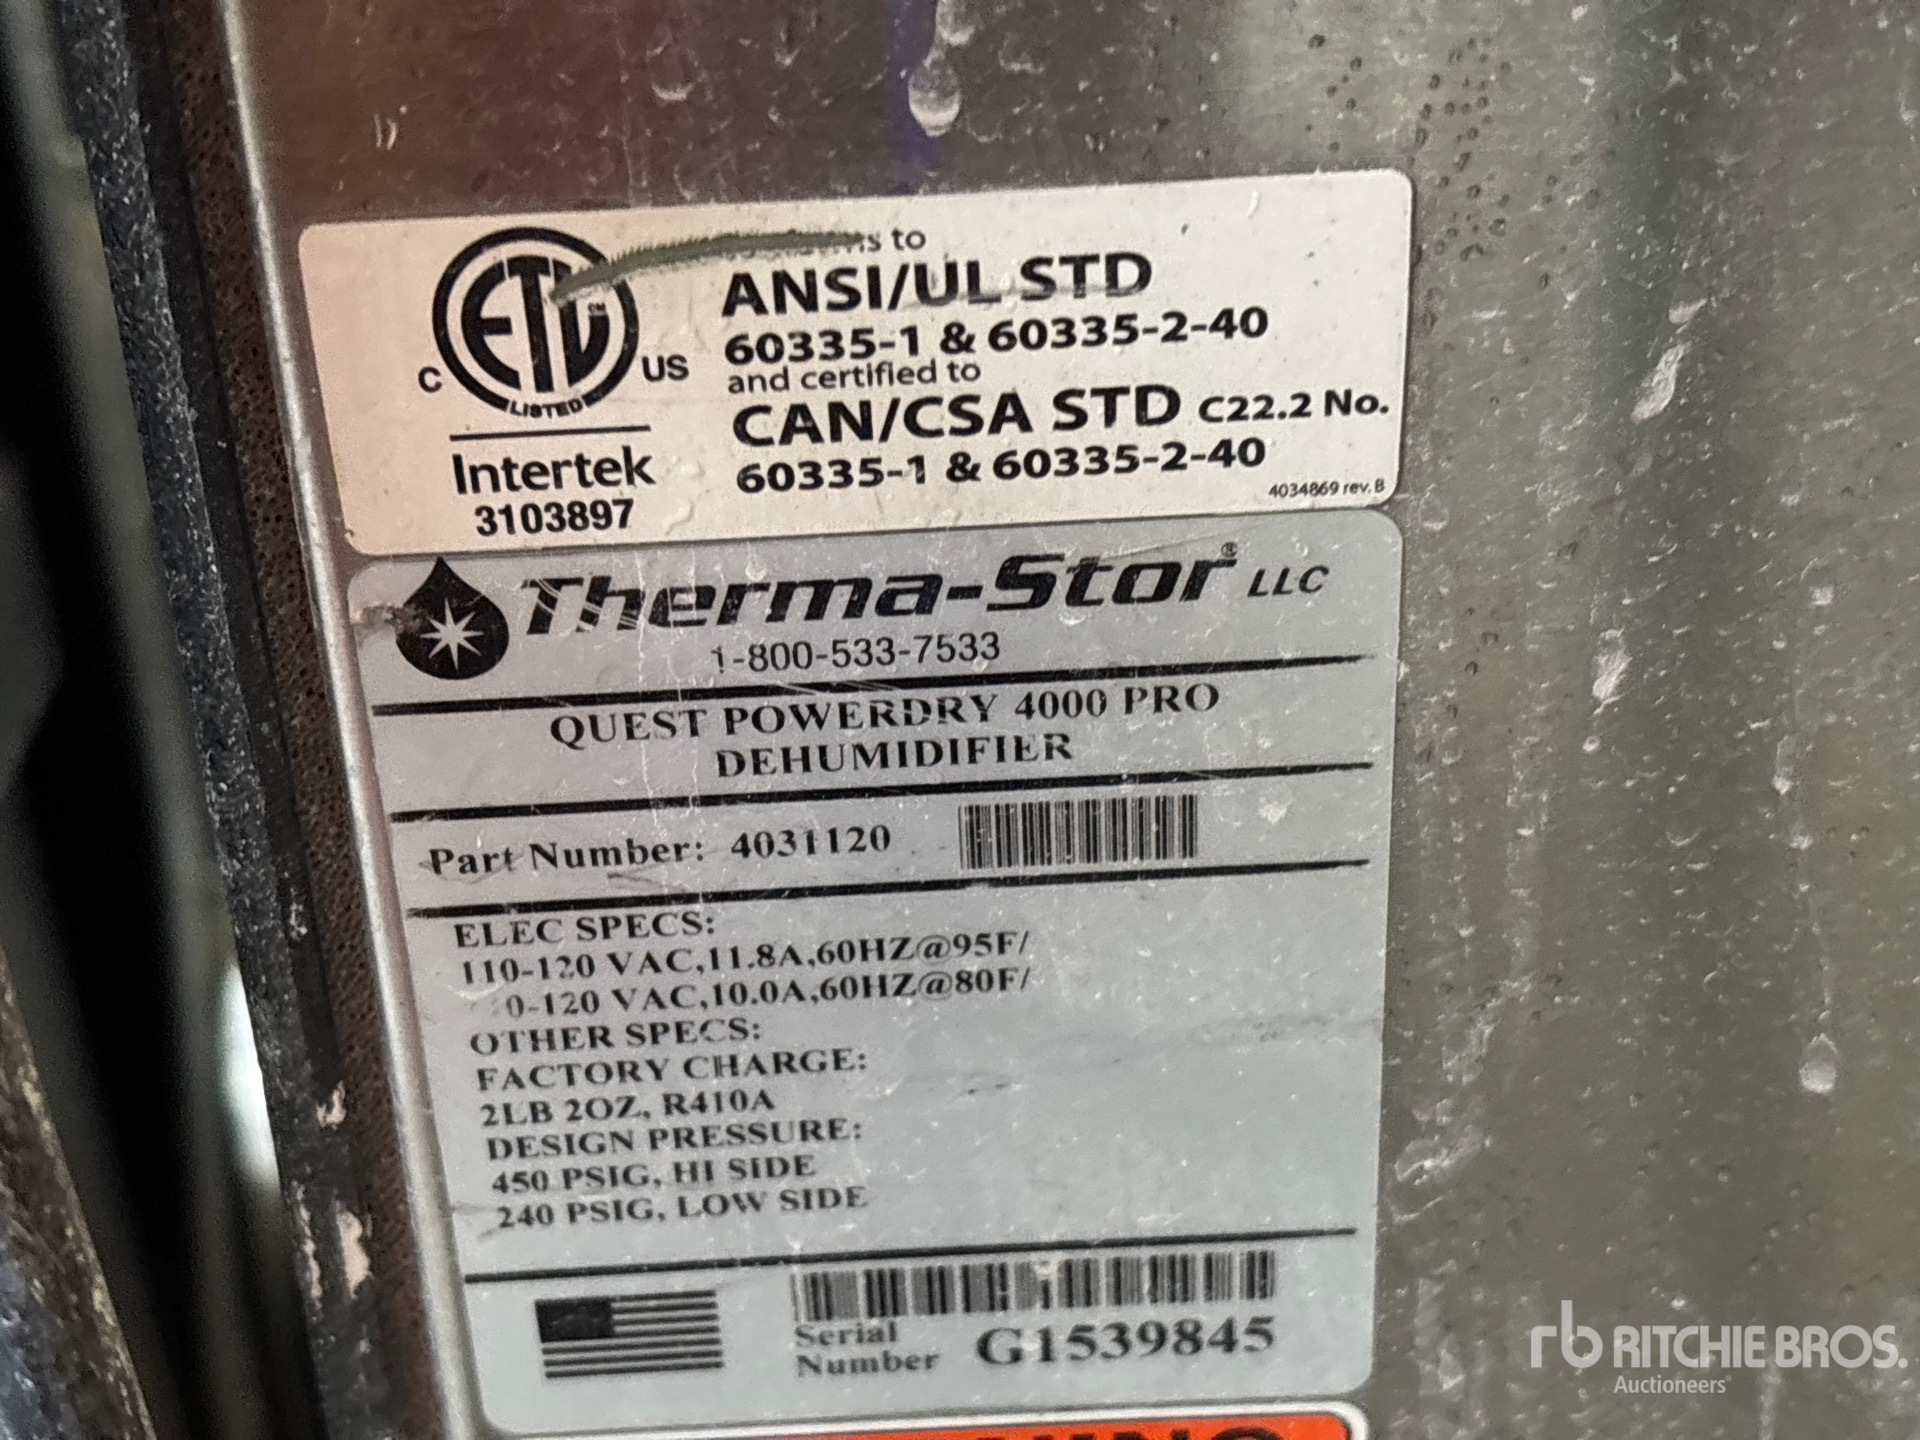 ETL
CM
C
US
LISTED
Intertek
3103897
to
ANSI/UL STD
60335-1 & 60335-2-40
and certified to
CAN/CSA STD C22.2 No.
60335-1 & 60335-2-40
4034869 rev. B
Therma-Stor® LLC
1-800-533-7533
QUEST POWERDRY 4000 PRO
DEHUMIDIFIER
Part Number: 4031120
ELEC SPECS:
110-120 VAC,11.8A,60HZ@95F/
0-120 VAC,10.0A,60HZ@80F/
OTHER SPECS:
FACTORY CHARGE:
2LB 2OZ, R410A
DESIGN PRESSURE:
450 PSIG, HI SIDE
240 PSIG, LOW SIDE
Serial
Number G1539845
rb RITCHIE BROS.
Auctioneers